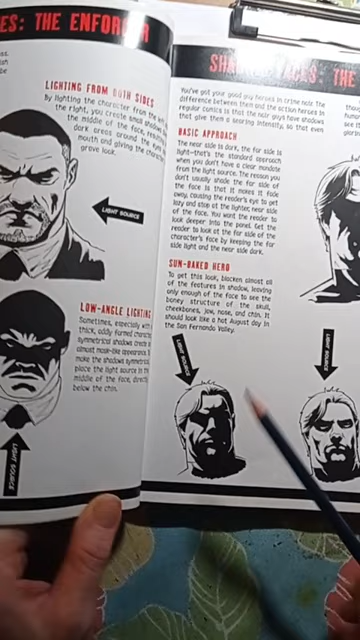 ES: THE ENFORCER
LIGHTING FROM BOTH SIDES
By lighting the character from the
the right, you create small shadows
the middle of the face,
dark areas around the
mouth and giving the character
grave look.
LIGHT SOURCE
LOW-ANGLE LIGHTING
Sometimes, especially with
thick, oddly formed
symmetrical shadows create
almost mask-like appearance.
make the shadows symmetrical,
place the light source in the
middle of the face, directly
below the chin.
LIGHT SOURCE
THE
You've got your good guy heroes in crime noir. The
difference between them and the action heroes in
regular comics is that the noir guys have shadows
that give them a searing intensity, so that even
BASIC APPROACH
The near side is dark, the far side is
light—that's the standard approach
when you don't have a clear mandate
from the light source. The reason you
don't usually shade the far side of
the face is that it makes it fade
away, causing the reader's eye to get
lazy and stop at the lighter, near side
of the face. You want the reader to
look deeper into the panel. Get the
reader to look at the far side of the
character's face by keeping the far
side light and the near side dark.
SUN-BAKED HERO
To get this look, blacken almost all
of the features in shadow, leaving
only enough of the face to see the
boney structure of the skull,
cheekbones, jaw, nose, and chin. It
should look like a hot August day in
the San Fernando Valley.
LIGHT SOURCE
LIGHT SOURCE